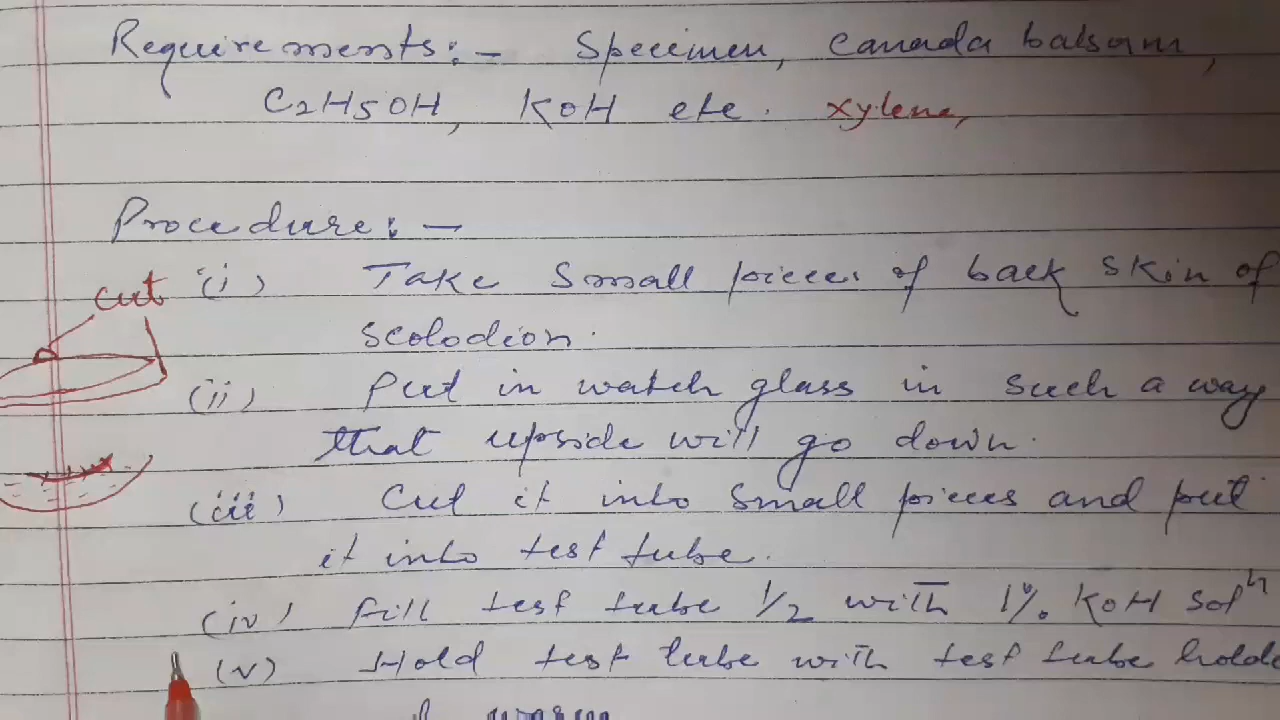 Requirements:- Specimen, Canada balsam,
C2H5OH, KOH etc. xylene,
Procedure:-
cut
(i) Take small pieces of back skin of
scolodion.
(ii) Put in watch glass in such a way
that upside will go down.
(iii) Cut it into small pieces and put
it into test tube.
(iv) Fill test tube 1/2 with 1% KOH solⁿ
(v) Hold test tube with test tube holde